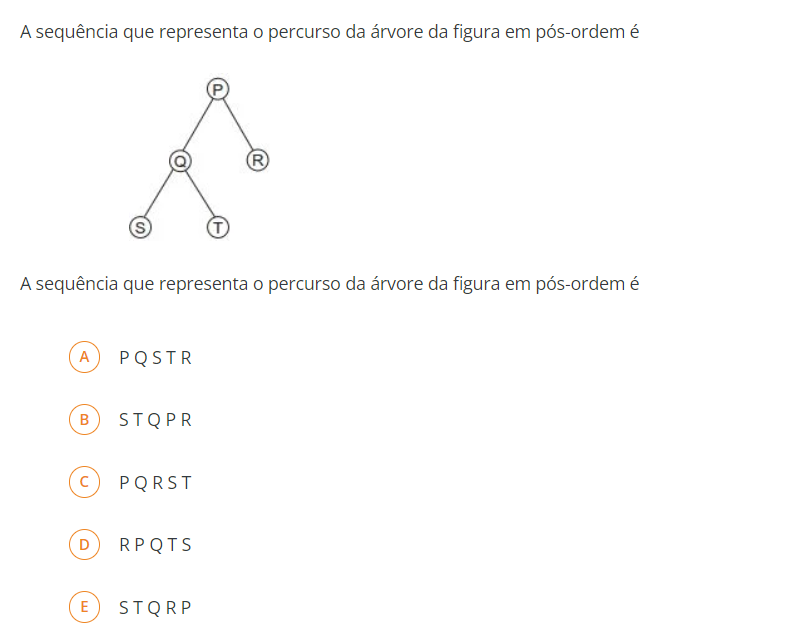 A sequência que representa o percurso da árvore da figura em pós-ordem é
P
Q
R
S
T
A sequência que representa o percurso da árvore da figura em pós-ordem é
A P Q S T R
B S T Q P R
C P Q R S T
D R P Q T S
E S T Q R P